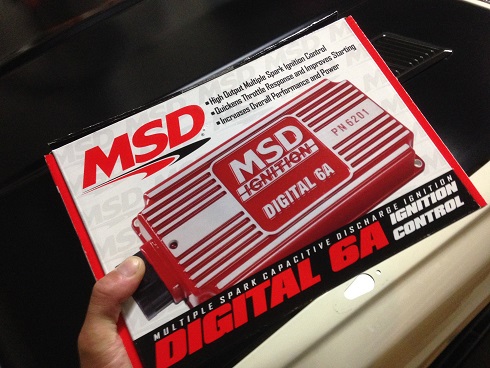 MSD
• High Output Multiple Spark Ignition Control
• Quickens Throttle Response and Improves Starting
• Increases Overall Performance and Power
MSD
IGNITION
DIGITAL 6A
PN 6201
MULTIPLE SPARK CAPACITIVE DISCHARGE IGNITION
DIGITAL 6A
IGNITION
CONTROL